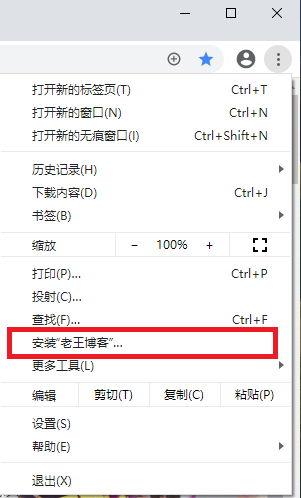 打开新的标签页(T) Ctrl+T
打开新的窗口(N) Ctrl+N
打开新的无痕窗口(I) Ctrl+Shift+N
历史记录(H)
下载内容(D) Ctrl+J
书签(B)
缩放 − 100% +
打印(P)... Ctrl+P
投射(C)...
查找(F)... Ctrl+F
安装“老王博客”...
更多工具(L)
编辑 剪切(T) 复制(C) 粘贴(P)
设置(S)
帮助(E)
退出(X)